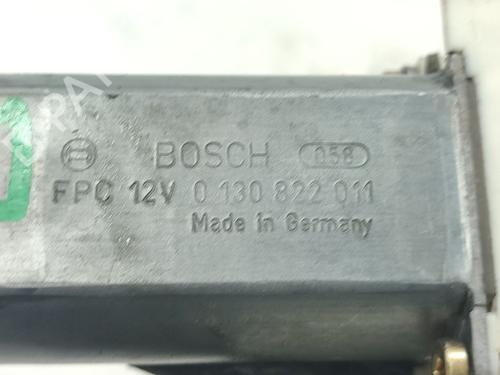 BOSCH 058
FPC 12V 0 130 822 011
Made in Germany